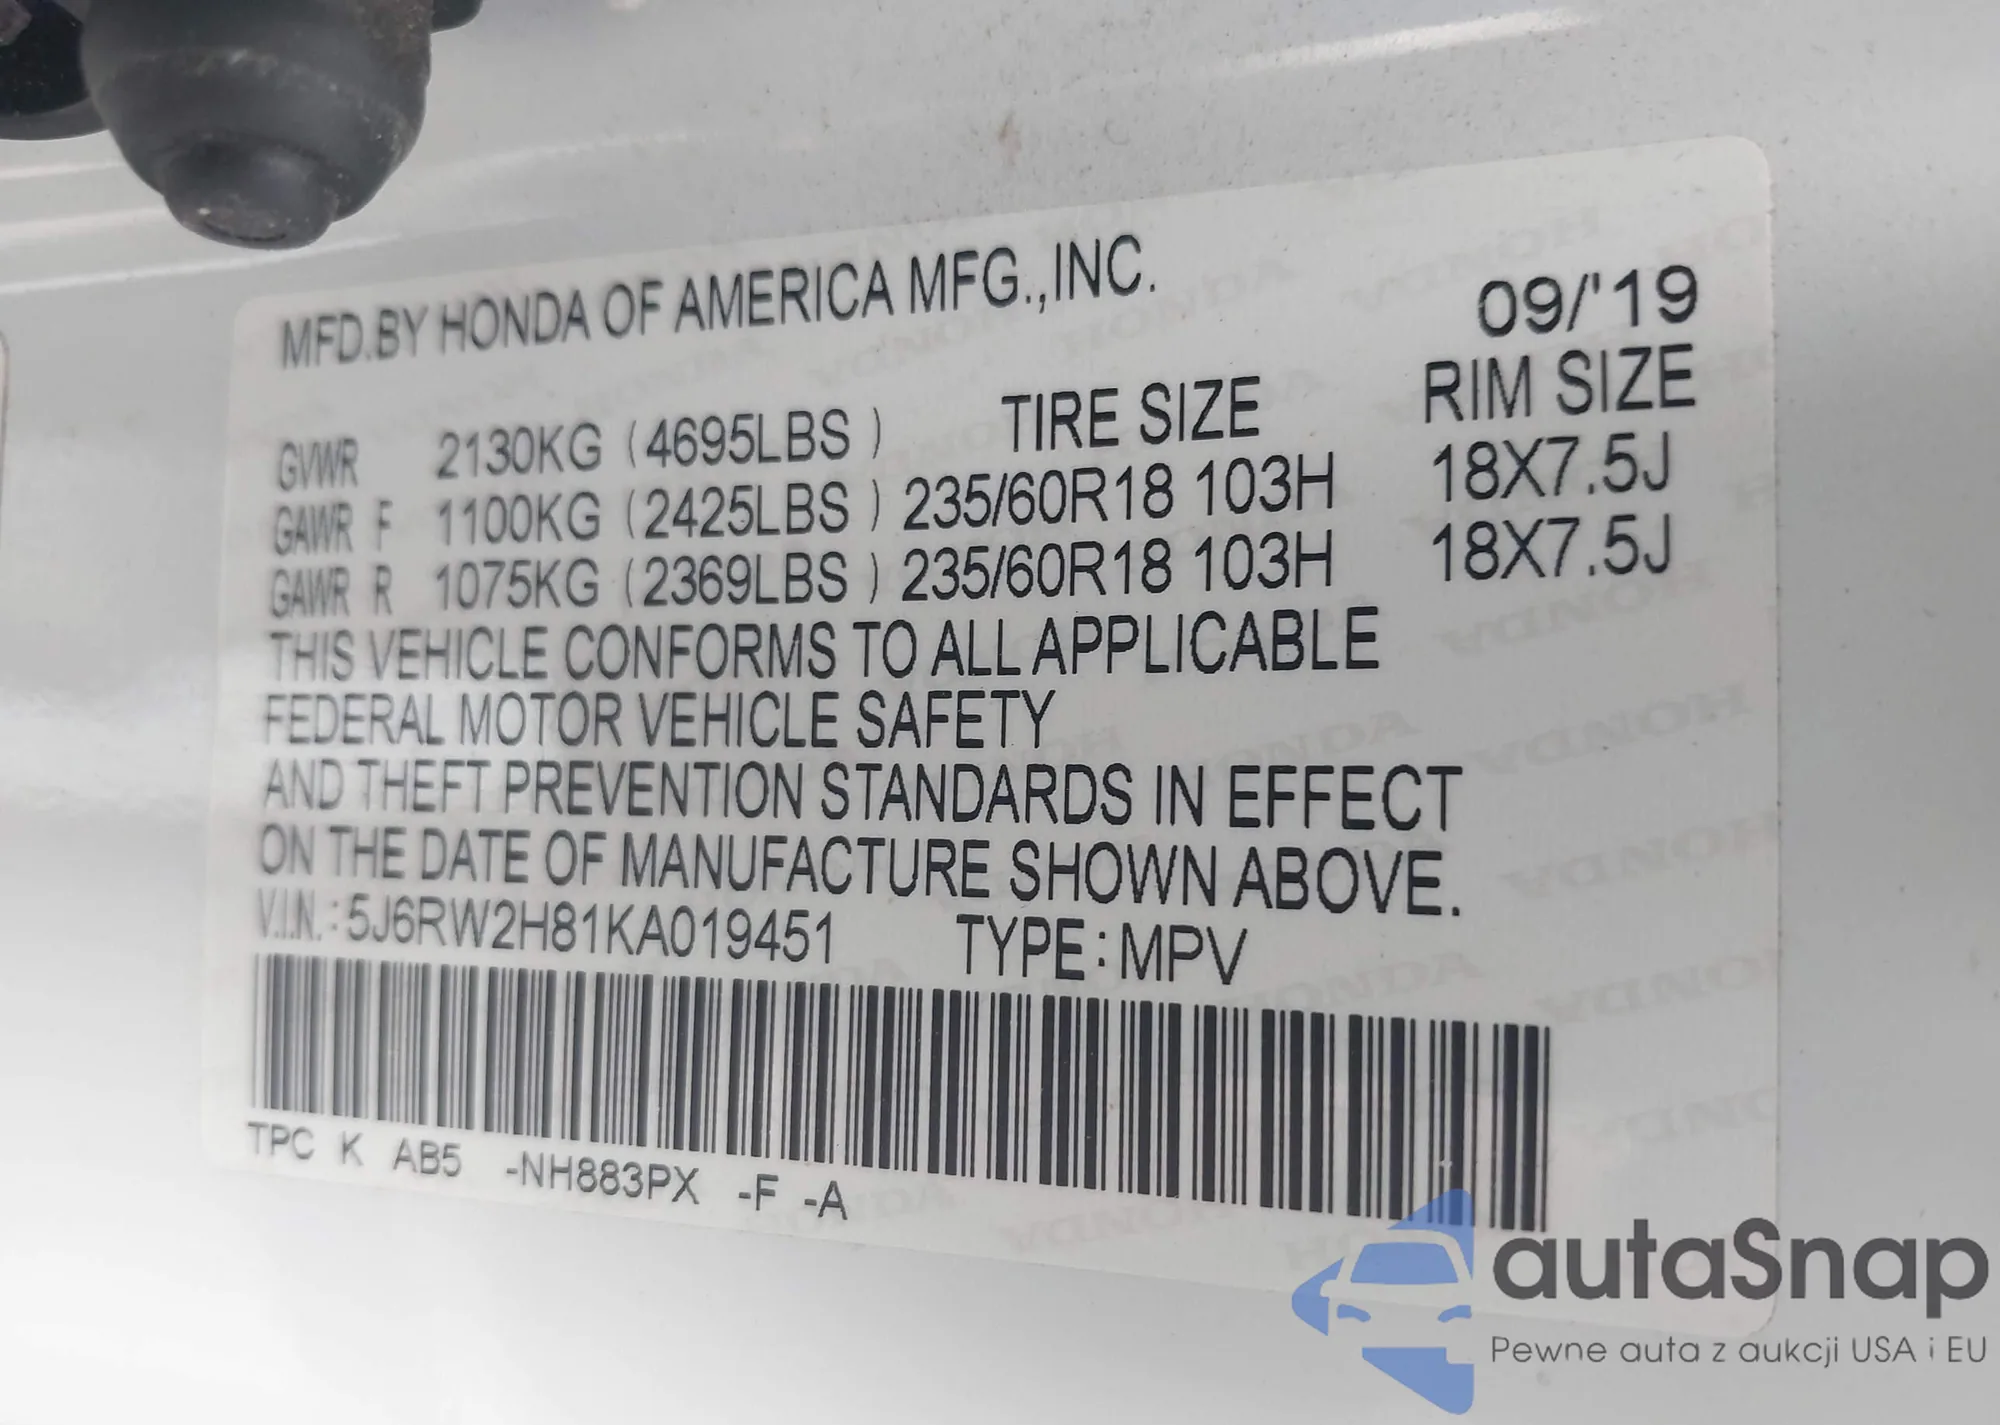 MFD.BY HONDA OF AMERICA MFG.,INC. 09/'19
TIRE SIZE RIM SIZE
GVWR 2130KG (4695LBS )
GAWR F 1100KG (2425LBS ) 235/60R18 103H 18X7.5J
GAWR R 1075KG (2369LBS ) 235/60R18 103H 18X7.5J
THIS VEHICLE CONFORMS TO ALL APPLICABLE
FEDERAL MOTOR VEHICLE SAFETY
AND THEFT PREVENTION STANDARDS IN EFFECT
ON THE DATE OF MANUFACTURE SHOWN ABOVE.
V.I.N.:5J6RW2H81KA019451 TYPE:MPV
TPC K AB5 -NH883PX -F -A
autaSnap
Pewne auta z aukcji USA i EU